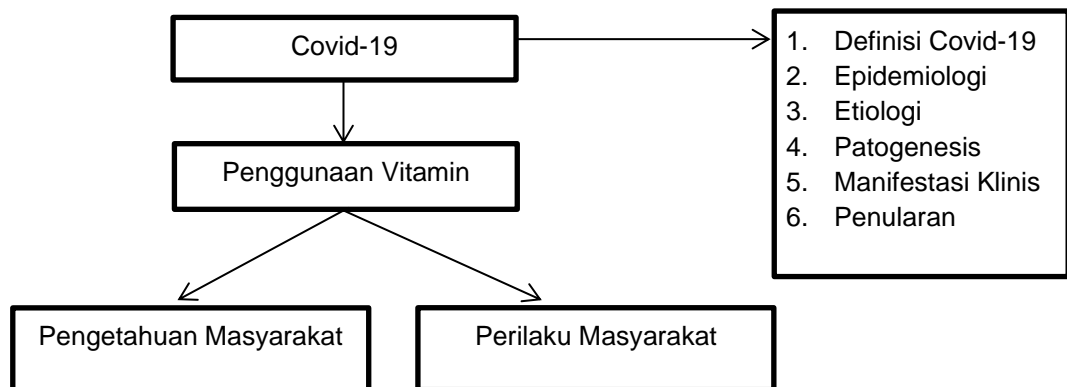 Covid-19
1. Definisi Covid-19
2. Epidemiologi
3. Etiologi
4. Patogenesis
5. Manifestasi Klinis
6. Penularan
Penggunaan Vitamin
Pengetahuan Masyarakat
Perilaku Masyarakat